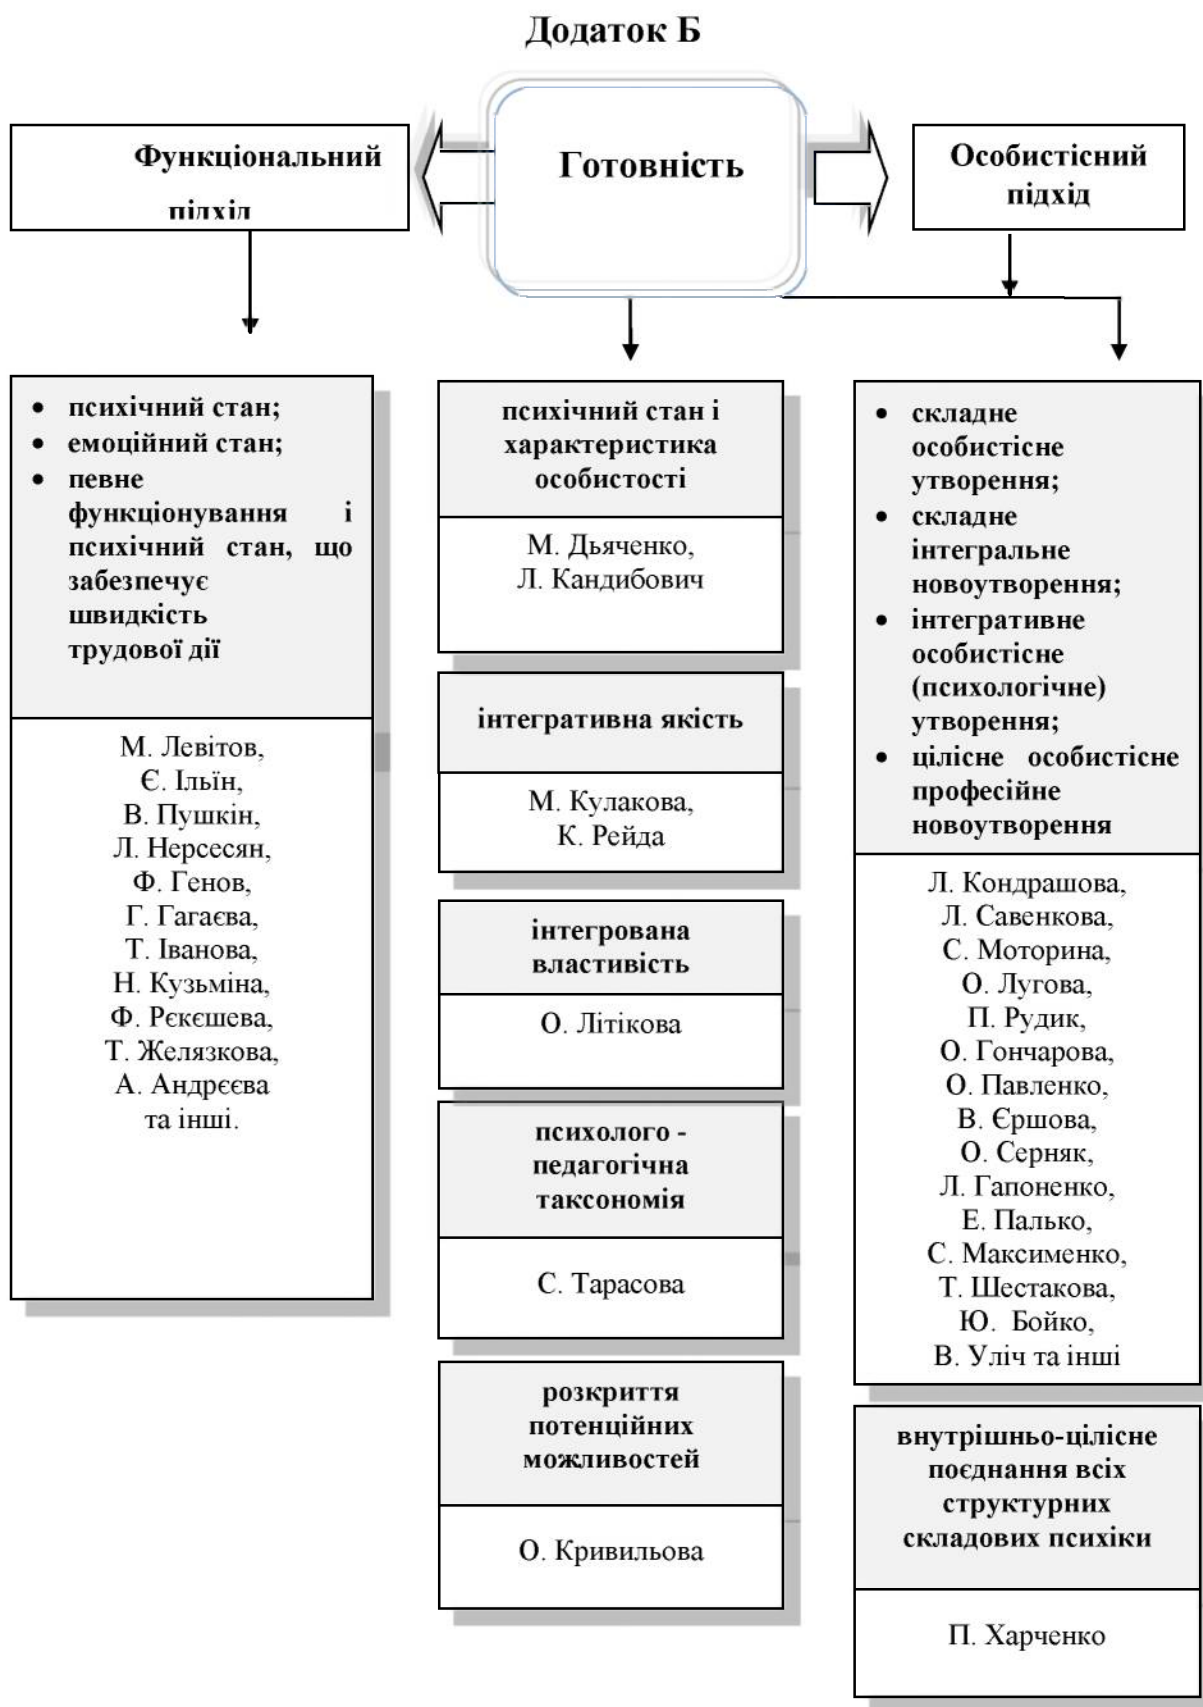 Додаток Б
Функціональний
підхід
Готовність
Особистісний
підхід
• психічний стан;
• емоційний стан;
• певне
функціонування і
психічний стан, що
забезпечує
швидкість
трудової дії
М. Левітов,
Є. Ільїн,
В. Пушкін,
Л. Нерсесян,
Ф. Генов,
Г. Гагаєва,
Т. Іванова,
Н. Кузьміна,
Ф. Рєкєшева,
Т. Желязкова,
А. Андрєєва
та інші.
психічний стан і
характеристика
особистості
М. Дьяченко,
Л. Кандибович
інтегративна якість
М. Кулакова,
К. Рейда
інтегрована
властивість
О. Літікова
психолого -
педагогічна
таксономія
С. Тарасова
розкриття
потенційних
можливостей
О. Кривильова
• складне
особистісне
утворення;
• складне
інтегральне
новоутворення;
• інтегративне
особистісне
(психологічне)
утворення;
• цілісне особистісне
професійне
новоутворення
Л. Кондрашова,
Л. Савенкова,
С. Моторина,
О. Лугова,
П. Рудик,
О. Гончарова,
О. Павленко,
В. Єршова,
О. Серняк,
Л. Гапоненко,
Е. Палько,
С. Максименко,
Т. Шестакова,
Ю. Бойко,
В. Уліч та інші
внутрішньо-цілісне
поєднання всіх
структурних
складових психіки
П. Харченко